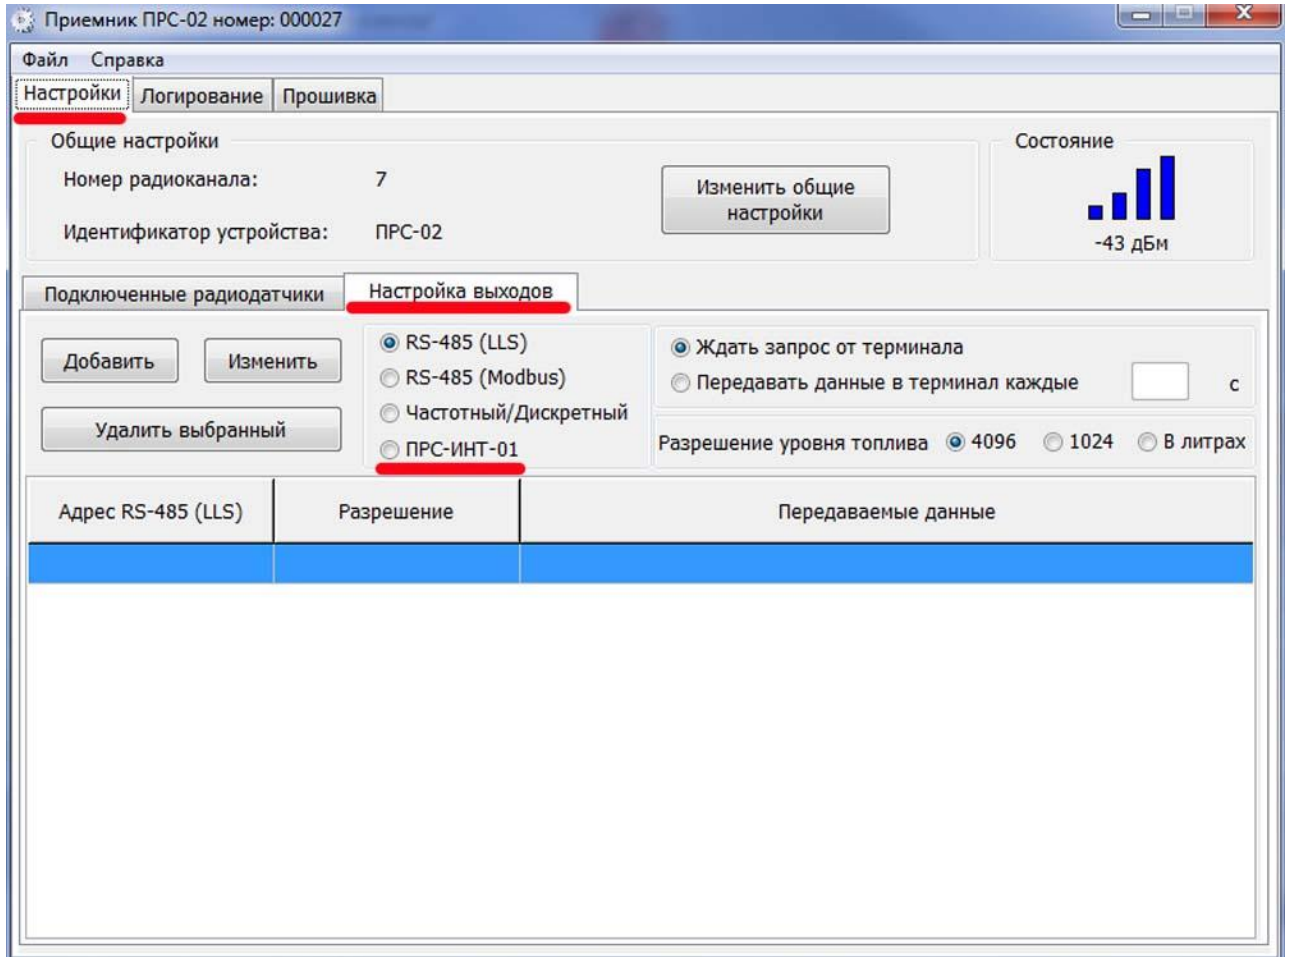 Приемник ПРС-02 номер: 000027
Файл Справка
Настройки Логирование Прошивка
Общие настройки
Состояние
Номер радиоканала: 7
Изменить общие
настройки
Идентификатор устройства: ПРС-02
-43 дБм
Подключенные радиодатчики Настройка выходов
Добавить Изменить
Удалить выбранный
RS-485 (LLS)
RS-485 (Modbus)
Частотный/Дискретный
ПРС-ИНТ-01
Ждать запрос от терминала
Передавать данные в терминал каждые с
Разрешение уровня топлива 4096 1024 В литрах
Адрес RS-485 (LLS) Разрешение Передаваемые данные